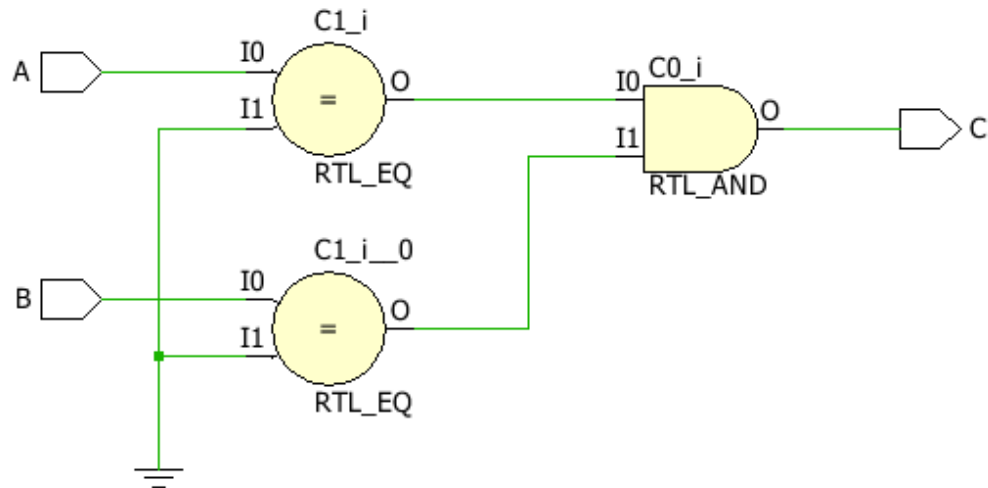 C1_i
A
I0
I1
=
O
RTL_EQ
C0_i
I0
I1
O
RTL_AND
C
C1_i__0
B
I0
I1
=
O
RTL_EQ